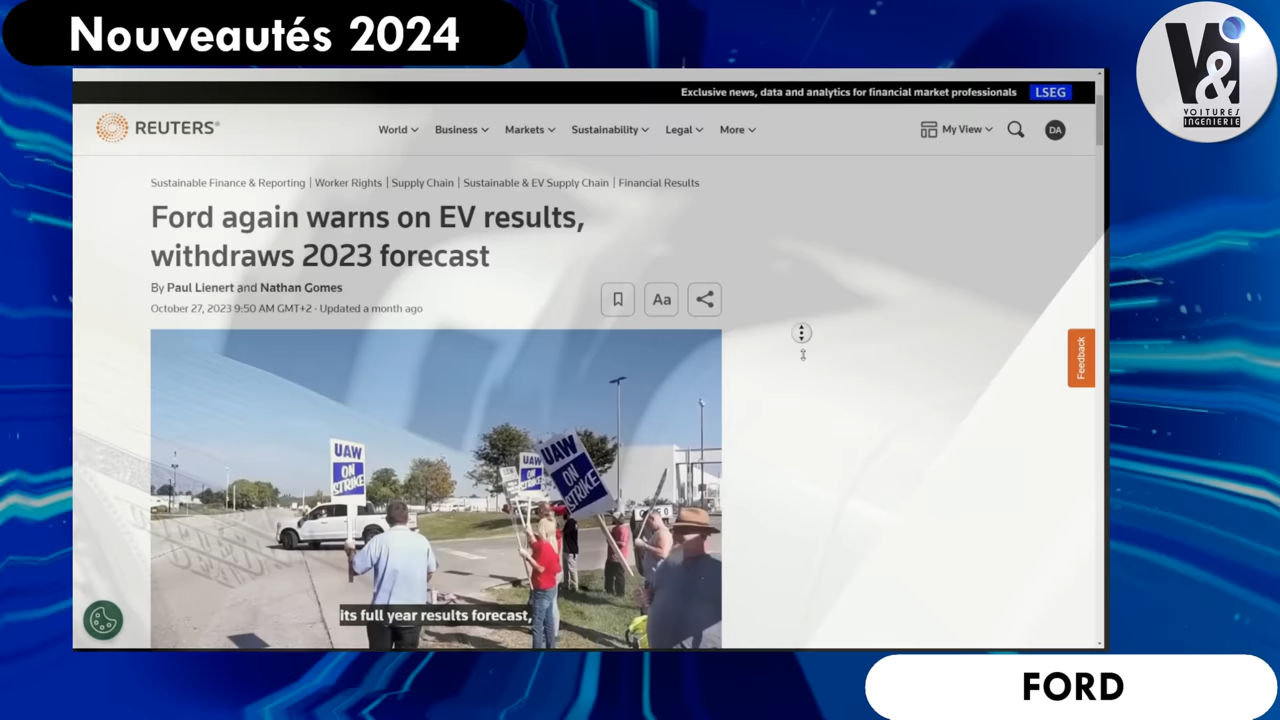 Nouveautés 2024
V&i
VOITURES
INGENIERIE
Exclusive news, data and analytics for financial market professionals LSEG
REUTERS®
World Business Markets Sustainability Legal More
My View
DA
Sustainable Finance & Reporting | Worker Rights | Supply Chain | Sustainable & EV Supply Chain | Financial Results
Ford again warns on EV results,
withdraws 2023 forecast
By Paul Lienert and Nathan Gomes
October 27, 2023 9:50 AM GMT+2 · Updated a month ago
Aa
Feedback
UAW
ON
STRIKE
UAW
ON
STRIKE
UAW
ON
STRIKE
its full year results forecast,
FORD